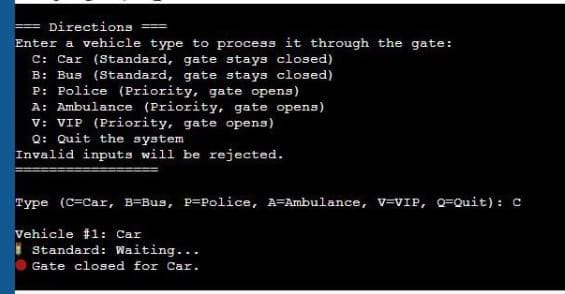 === Directions ===
Enter a vehicle type to process it through the gate:
C: Car (Standard, gate stays closed)
B: Bus (Standard, gate stays closed)
P: Police (Priority, gate opens)
A: Ambulance (Priority, gate opens)
V: VIP (Priority, gate opens)
Q: Quit the system
Invalid inputs will be rejected.
==================
Type (C=Car, B=Bus, P=Police, A=Ambulance, V=VIP, Q=Quit): C
Vehicle #1: Car
🚦 Standard: Waiting...
🔴 Gate closed for Car.